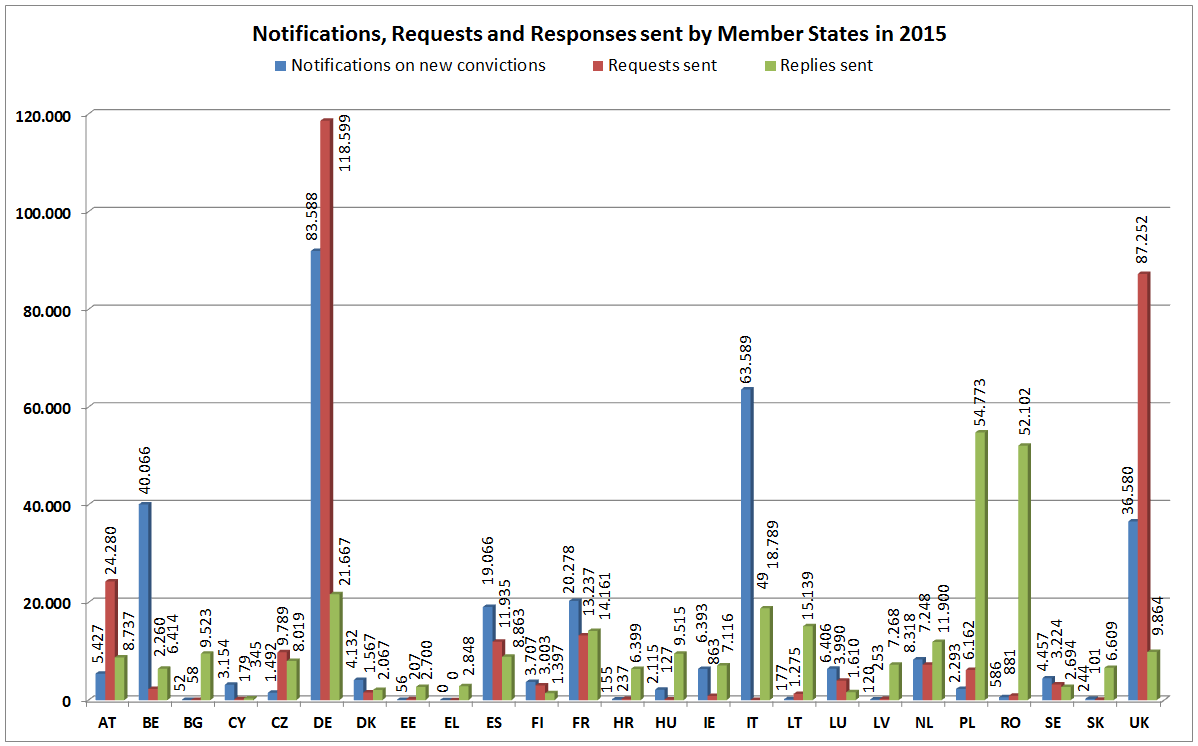 Notifications, Requests and Responses sent by Member States in 2015
Notifications on new convictions Requests sent Replies sent
120.000
100.000
80.000
60.000
40.000
20.000
0
5.427 24.280 8.737
40.066 2.260 6.414
52 58 9.523
3.154 179 345
1.492 9.789 8.019
83.588 118.599 21.667
4.132 1.567 2.067
56 207 2.700
0 0 2.848
19.066 11.935 8.863
3.707 3.003 1.397
20.278 13.237 14.161
155 237 6.399
2.115 127 9.515
6.393 863 7.116
63.589 49 18.789
177 1.275 15.139
6.406 3.990 1.610
120 253 7.268
8.318 7.248 11.900
2.293 6.162 54.773
586 881 52.102
4.457 3.224 2.694
244 101 6.609
36.580 87.252 9.864
AT BE BG CY CZ DE DK EE EL ES FI FR HR HU IE IT LT LU LV NL PL RO SE SK UK